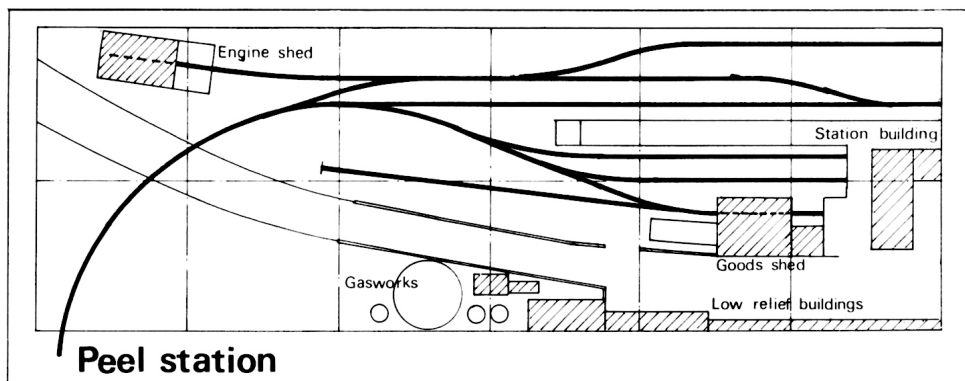 Engine shed
Station building
Goods shed
Gasworks
Low relief buildings
Peel station